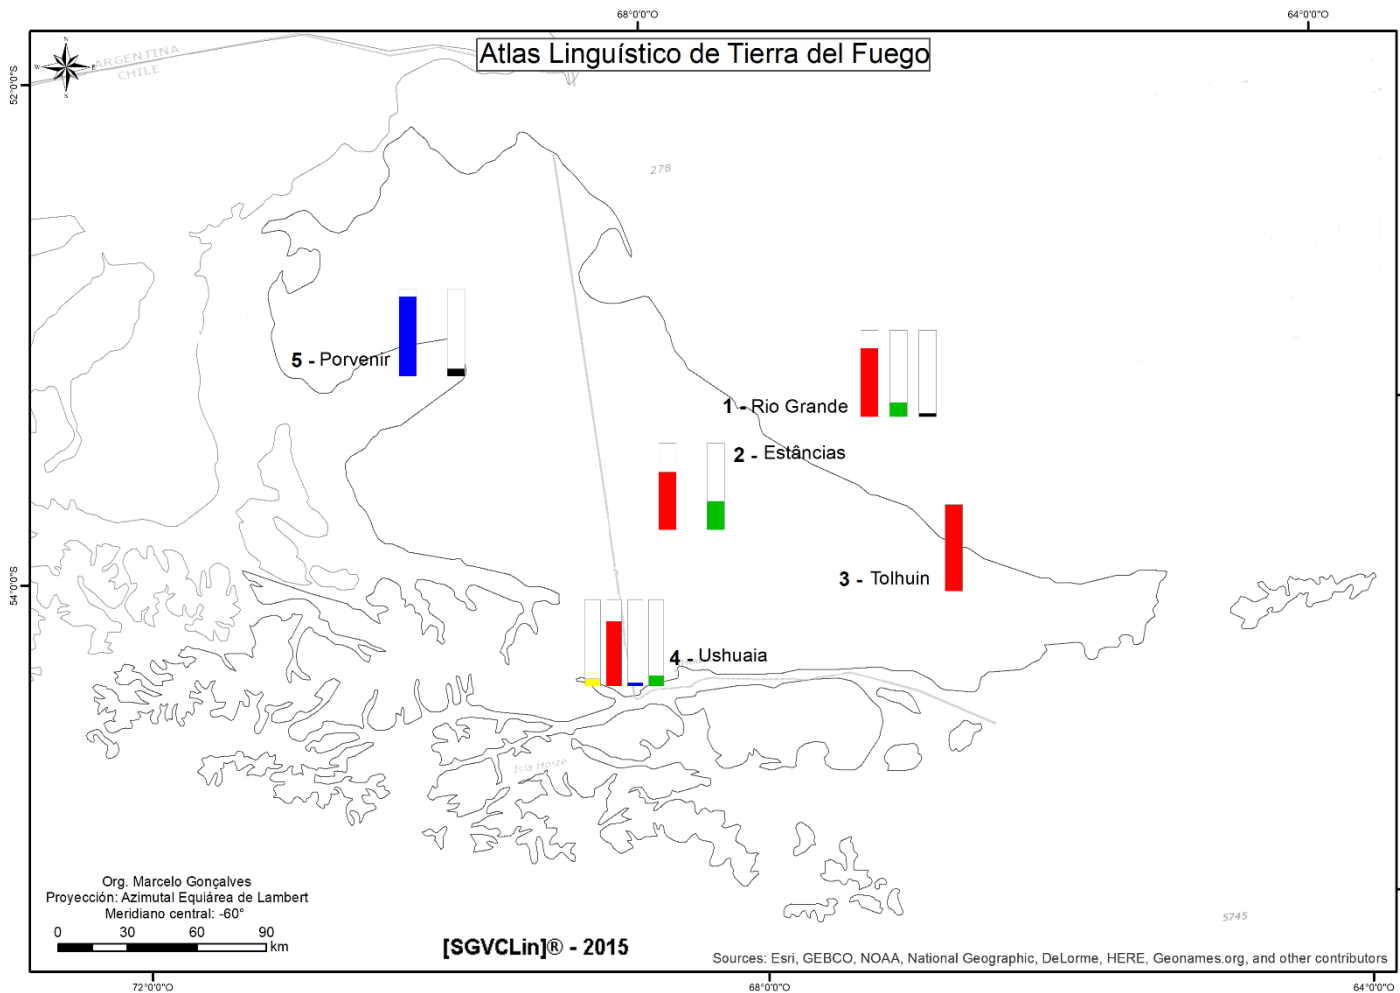 68°0'0"O
64°0'0"O
Atlas Linguístico de Tierra del Fuego
ARGENTINA
CHILE
N
W
E
S
52°0'0"S
278
5 - Porvenir
1 - Rio Grande
2 - Estâncias
3 - Tolhuin
54°0'0"S
4 - Ushuaia
Isla Hoste
Org. Marcelo Gonçalves
Proyección: Azimutal Equiárea de Lambert
Meridiano central: -60°
0 30 60 90
km
[SGVCLin]® - 2015
5745
Sources: Esri, GEBCO, NOAA, National Geographic, DeLorme, HERE, Geonames.org, and other contributors
72°0'0"O
68°0'0"O
64°0'0"O